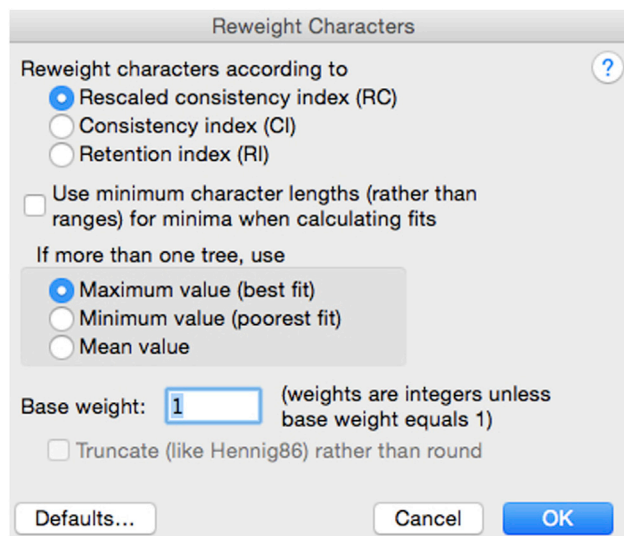 Reweight Characters
Reweight characters according to
?
Rescaled consistency index (RC)
Consistency index (CI)
Retention index (RI)
Use minimum character lengths (rather than
ranges) for minima when calculating fits
If more than one tree, use
Maximum value (best fit)
Minimum value (poorest fit)
Mean value
Base weight: 1 (weights are integers unless
base weight equals 1)
Truncate (like Hennig86) rather than round
Defaults... Cancel OK